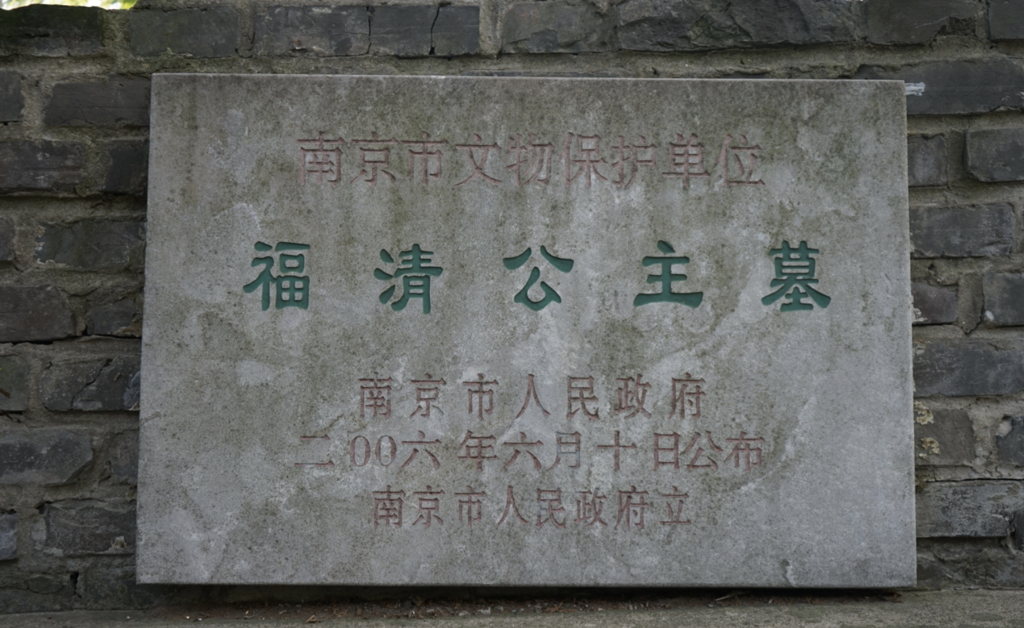 南京市文物保护单位
福清公主墓
南京市人民政府
二00六年六月十日公布
南京市人民政府立